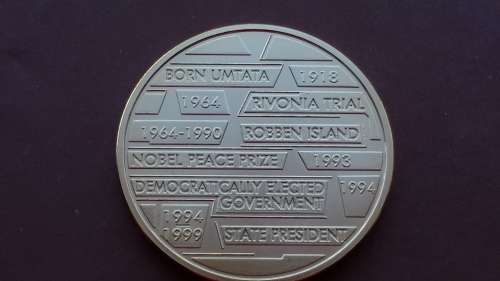 BORN UMTATA 1918
1964 RIVONIA TRIAL
1964-1990 ROBBEN ISLAND
NOBEL PEACE PRIZE 1993
DEMOCRATICALLY ELECTED 1994
GOVERNMENT
1994
1999 STATE PRESIDENT